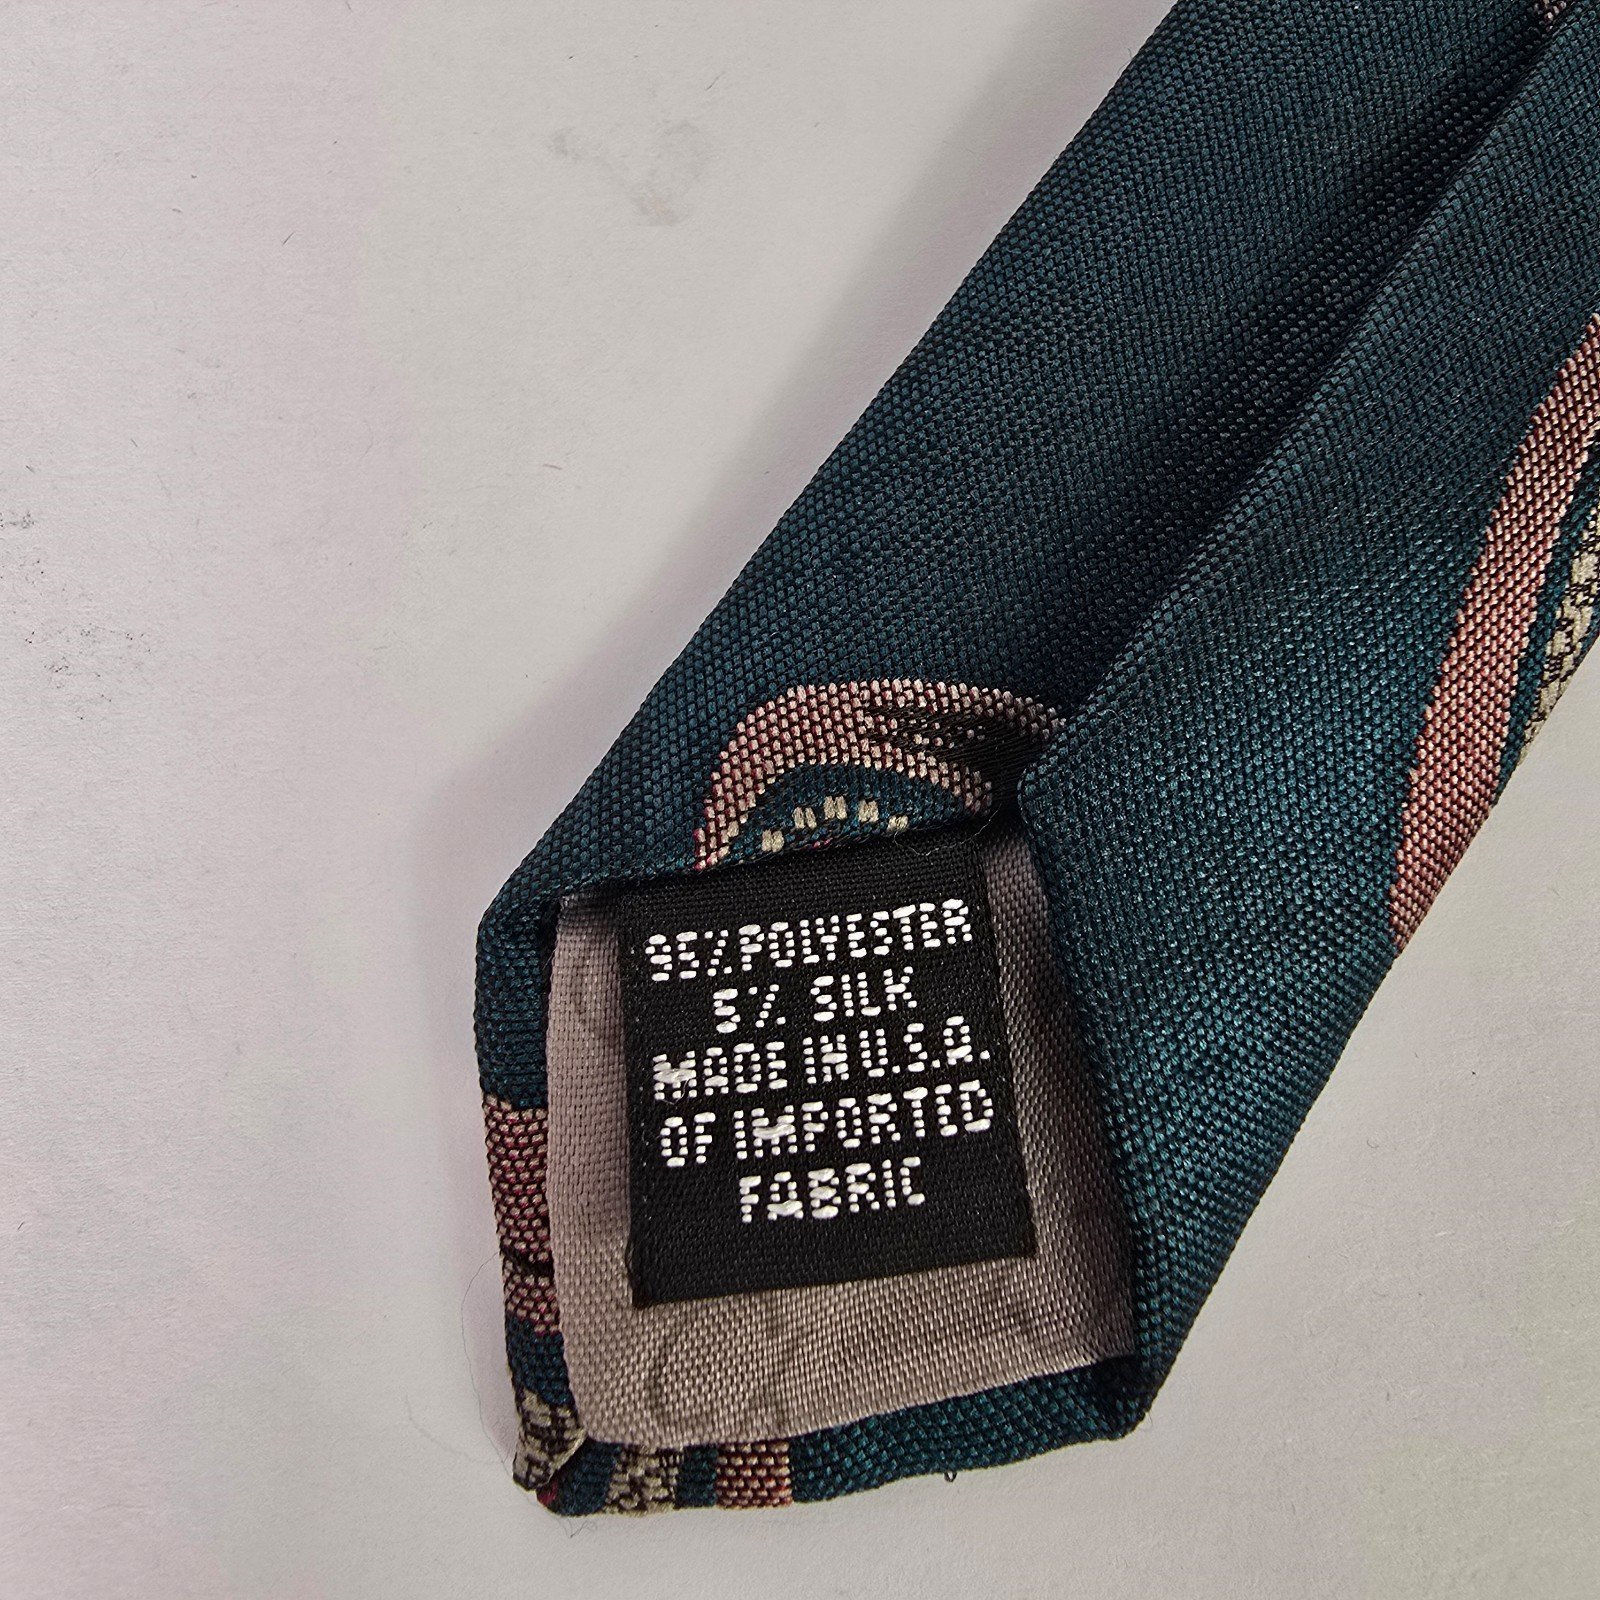 95% POLYESTER
5% SILK
MADE IN U.S.A.
OF IMPORTED
FABRIC